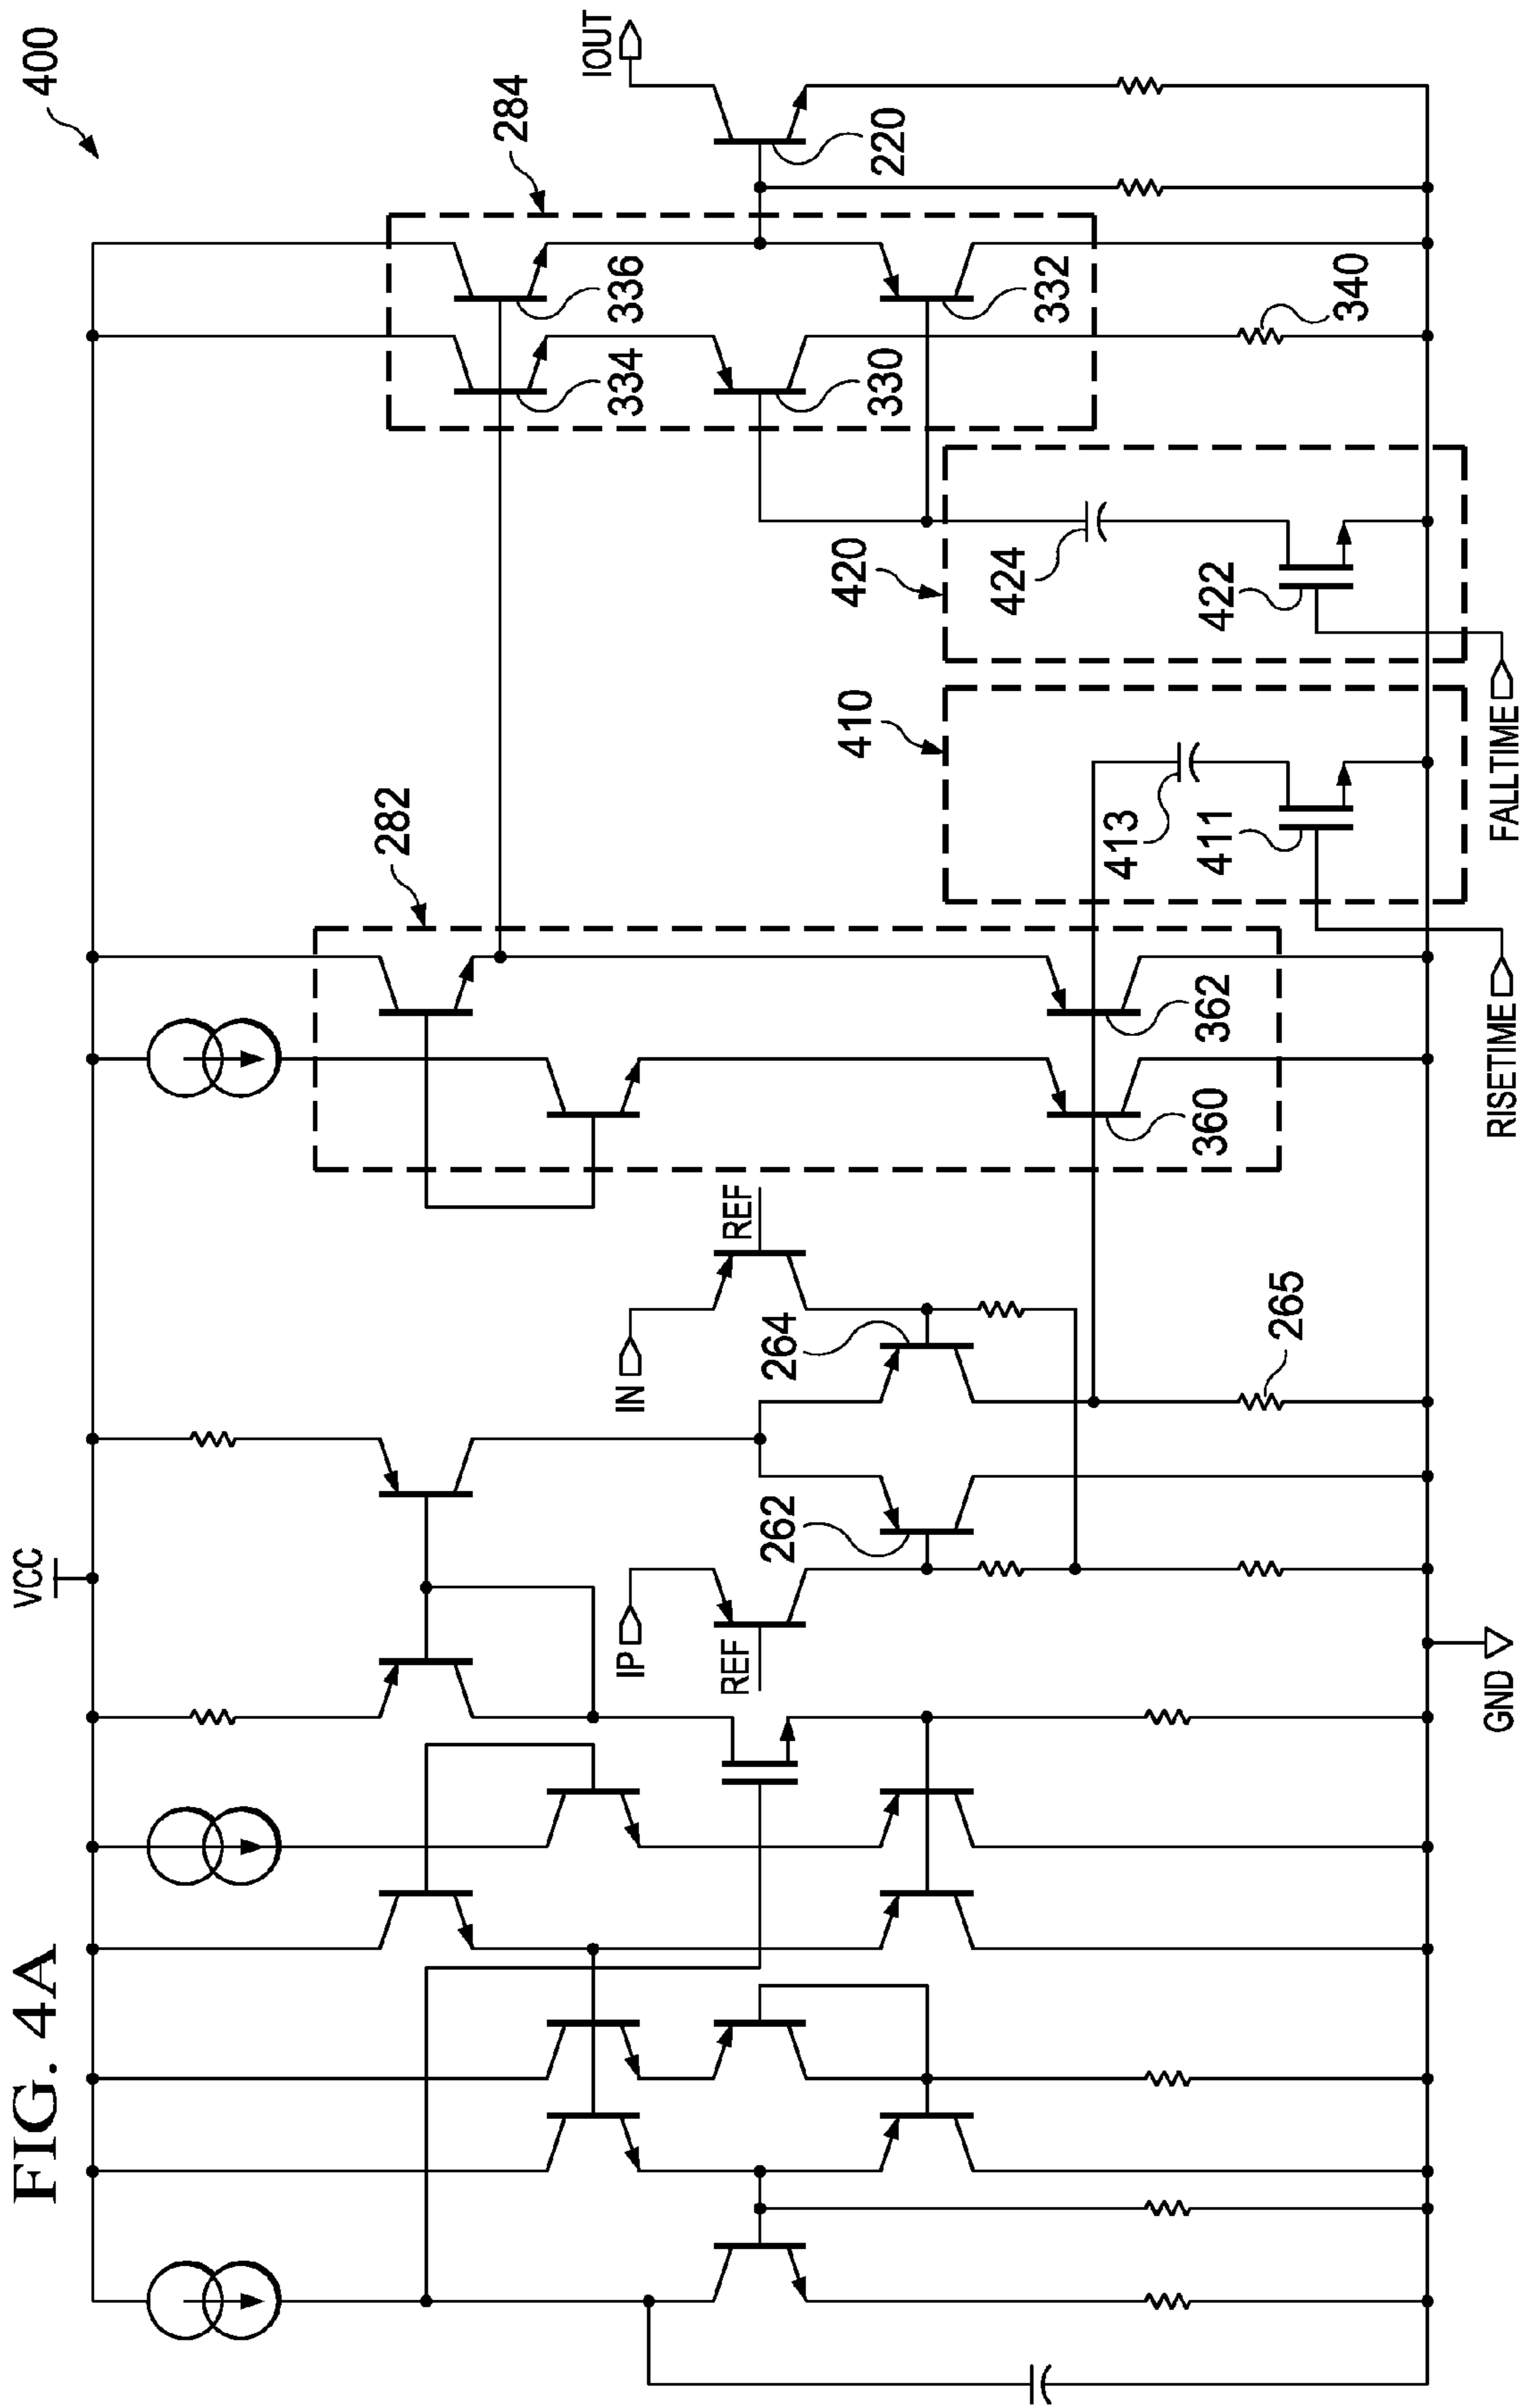 FIG. 4A
400
VCC
282
284
336
334
IOUT
220
330
332
IP
IN
REF
REF
262
264
410
420
424
422
413
411
360
362
265
340
GND
RISETIME
FALLTIME